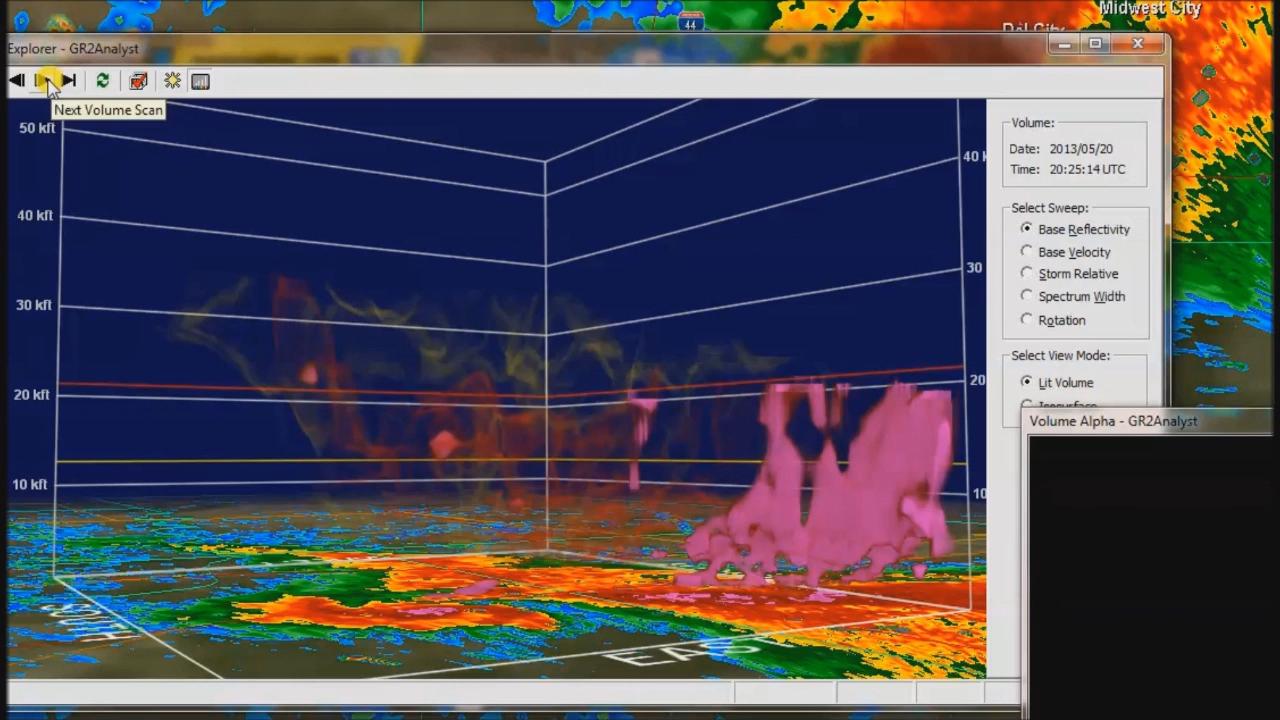 Midwest City
Del City
44
Explorer - GR2Analyst
Next Volume Scan
50 kft
40 kft
30 kft
20 kft
10 kft
40 k
30
20
10
SOUTH
EAST
Volume:
Date: 2013/05/20
Time: 20:25:14 UTC
Select Sweep:
Base Reflectivity
Base Velocity
Storm Relative
Spectrum Width
Rotation
Select View Mode:
Lit Volume
Isosurface
Volume Alpha - GR2Analyst